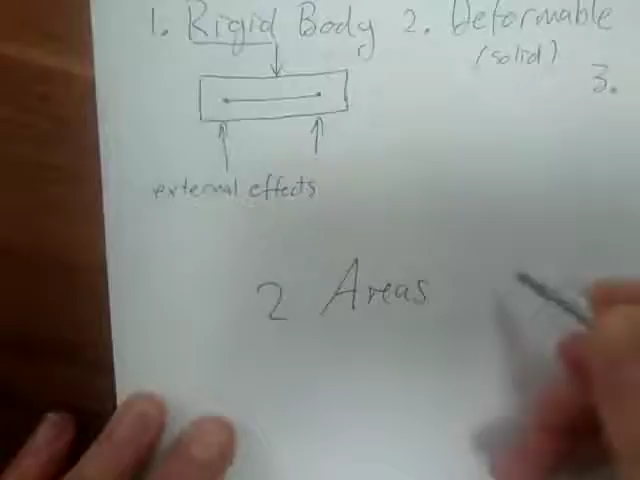 1. Rigid Body 2. Deformable
(solid)
3.
external effects
2 Areas